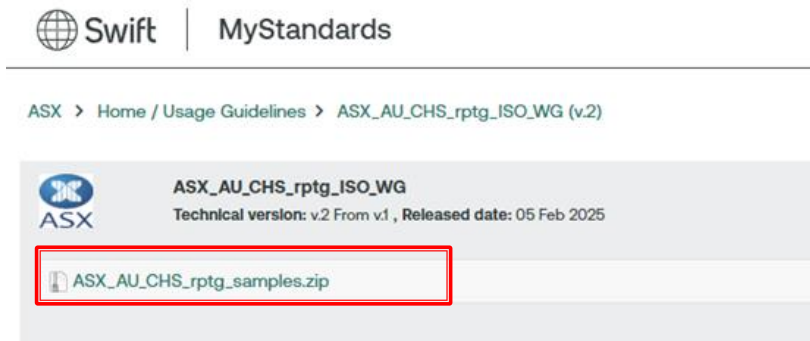 Swift | MyStandards
ASX > Home / Usage Guidelines > ASX_AU_CHS_rptg_ISO_WG (v.2)
ASX_AU_CHS_rptg_ISO_WG
ASX
Technical version: v.2 From v.1 , Released date: 05 Feb 2025
ASX_AU_CHS_rptg_samples.zip